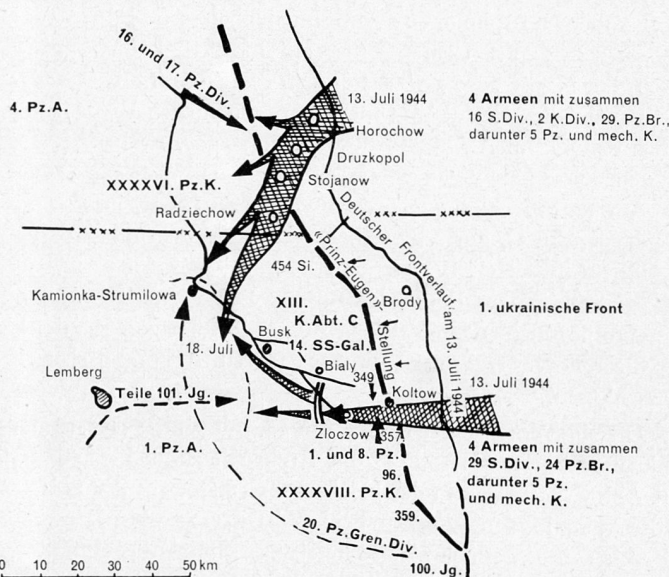 16. und 17. Pz. Div.
4. Pz.A.
13. Juli 1944
4 Armeen mit zusammen
16 S.Div., 2 K.Div., 29. Pz.Br.,
darunter 5 Pz. und mech. K.
Horochow
Druzkopol
Stojanow
XXXXVI. Pz.K.
Radziechow
Deutscher Frontverlauf am 13. Juli 1944
«Prinz-Eugen»-Stellung
454 Si.
Kamionka-Strumilowa
XIII.
K.Abt. C
Brody
1. ukrainische Front
Busk
14. SS-Gal.
18. Juli
Bialy
349
Lemberg
Teile 101. Jg.
Koltow
13. Juli 1944
Zloczow
357.
1. Pz.A.
1. und 8. Pz.
4 Armeen mit zusammen
29 S.Div., 24 Pz.Br.,
darunter 5 Pz.
und mech. K.
96.
XXXXVIII. Pz.K.
359.
20. Pz.Gren.Div.
100. Jg.
0 10 20 30 40 50 km